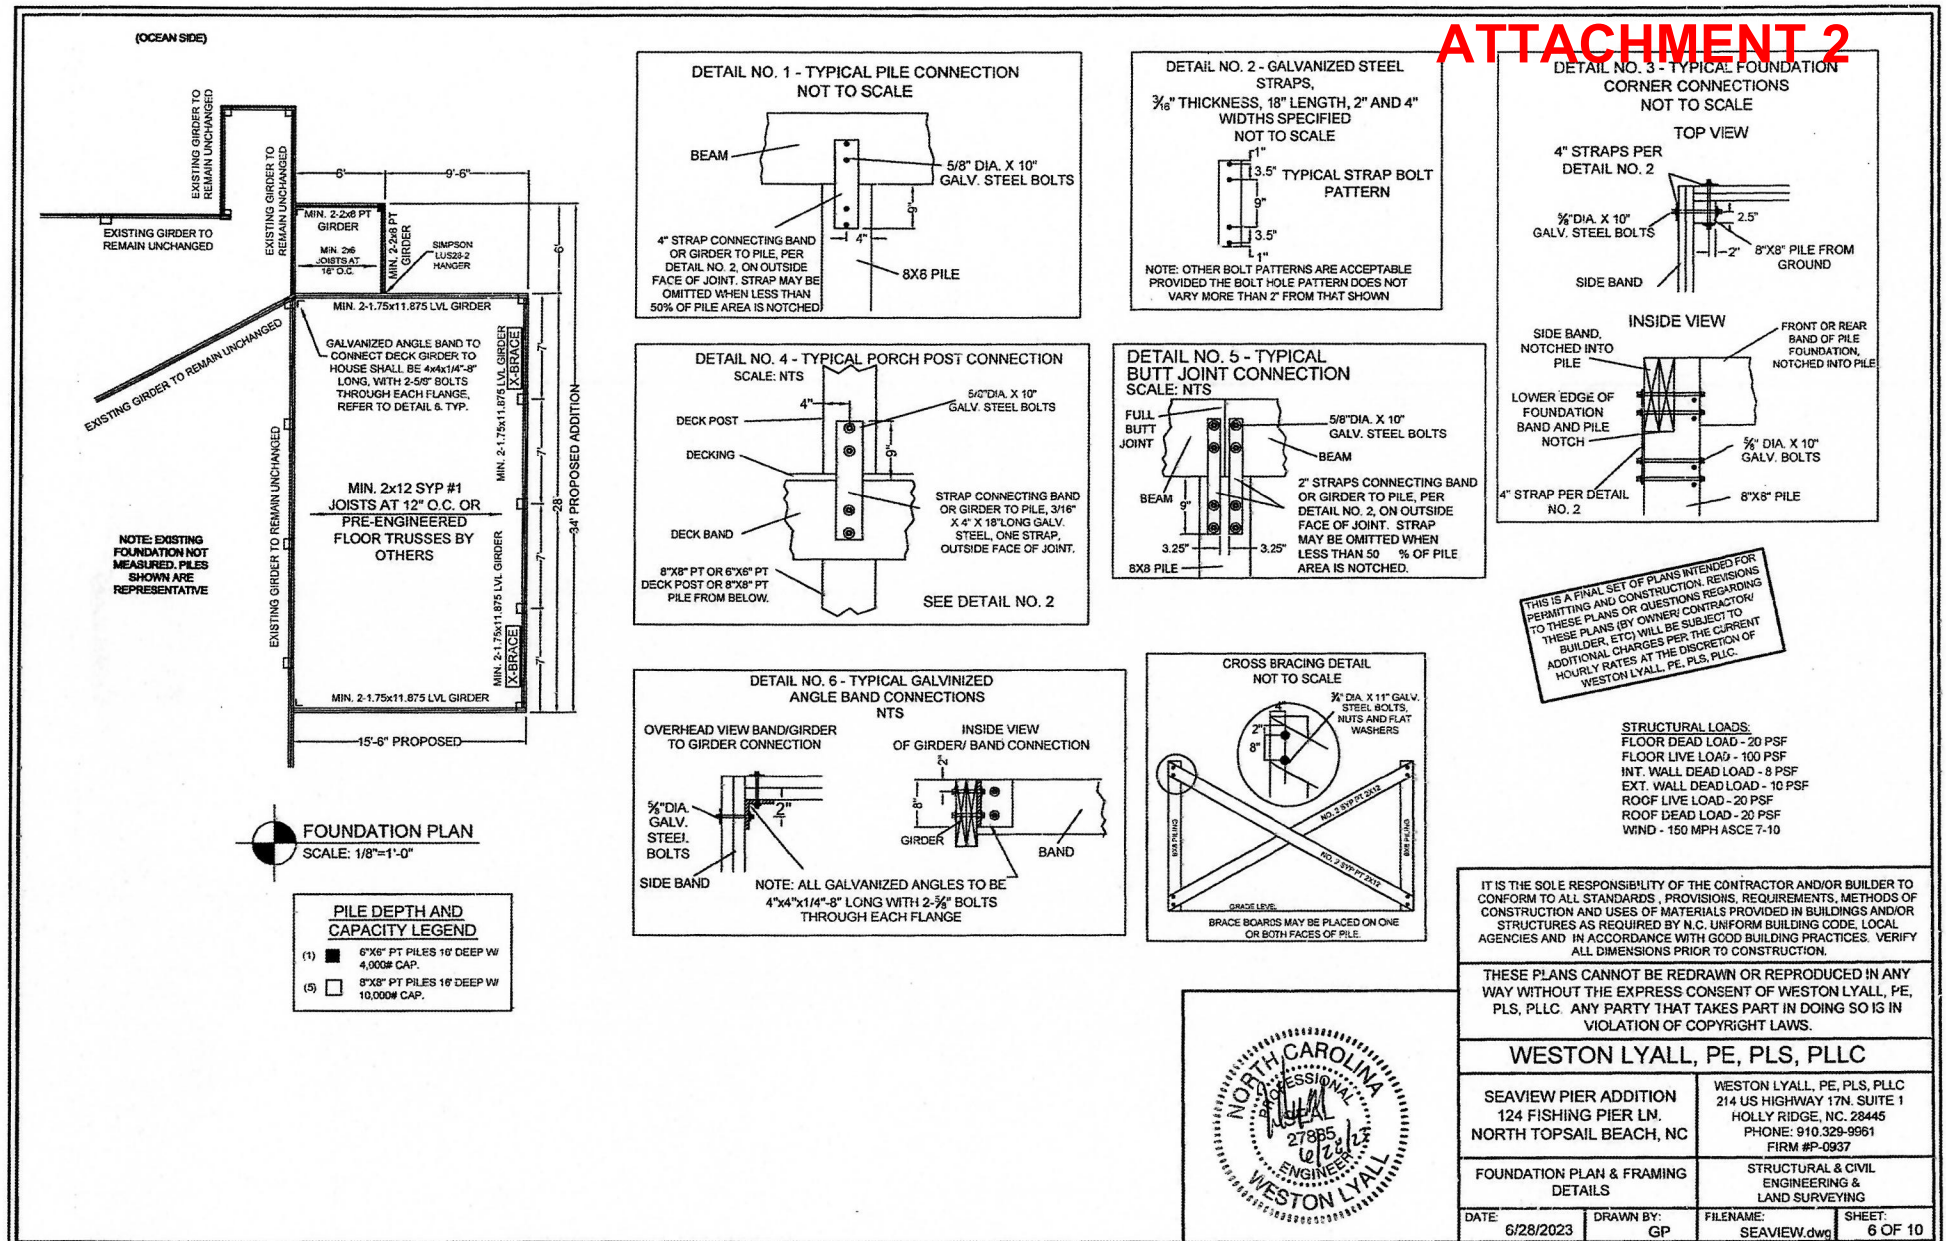 ATTACHMENT 2
(OCEAN SIDE)
EXISTING GIRDER TO
REMAIN UNCHANGED
EXISTING GIRDER TO
REMAIN UNCHANGED
EXISTING GIRDER TO
REMAIN UNCHANGED
6'
9'-6"
MIN. 2-2x8 PT
GIRDER
MIN. 2x6
JOISTS AT
16" O.C.
MIN. 2-2x8 PT
GIRDER
SIMPSON
LUS28-2
HANGER
6'
MIN. 2-1.75x11.875 LVL GIRDER
EXISTING GIRDER TO REMAIN UNCHANGED
GALVANIZED ANGLE BAND TO
CONNECT DECK GIRDER TO
HOUSE SHALL BE 4x4x1/4"-8"
LONG, WITH 2-5/8" BOLTS
THROUGH EACH FLANGE,
REFER TO DETAIL 6. TYP.
MIN. 2-1.75x11.875 LVL GIRDER
X-BRACE
7'
7'
7'
7'
28'
34' PROPOSED ADDITION
EXISTING GIRDER TO REMAIN UNCHANGED
MIN. 2x12 SYP #1
JOISTS AT 12" O.C. OR
PRE-ENGINEERED
FLOOR TRUSSES BY
OTHERS
NOTE: EXISTING
FOUNDATION NOT
MEASURED. PILES
SHOWN ARE
REPRESENTATIVE
MIN. 2-1.75x11.875 LVL GIRDER
X-BRACE
MIN. 2-1.75x11.875 LVL GIRDER
15'-6" PROPOSED
FOUNDATION PLAN
SCALE: 1/8"=1'-0"
PILE DEPTH AND
CAPACITY LEGEND
(1) 6"X6" PT PILES 10' DEEP W/
4,000# CAP.
(5) 8"X8" PT PILES 16' DEEP W/
10,000# CAP.
DETAIL NO. 1 - TYPICAL PILE CONNECTION
NOT TO SCALE
BEAM
5/8" DIA. X 10"
GALV. STEEL BOLTS
9"
4"
4" STRAP CONNECTING BAND
OR GIRDER TO PILE, PER
DETAIL NO. 2, ON OUTSIDE
FACE OF JOINT. STRAP MAY BE
OMITTED WHEN LESS THAN
50% OF PILE AREA IS NOTCHED
8X8 PILE
DETAIL NO. 2 - GALVANIZED STEEL
STRAPS,
3/16" THICKNESS, 18" LENGTH, 2" AND 4"
WIDTHS SPECIFIED
NOT TO SCALE
1"
3.5"
TYPICAL STRAP BOLT
PATTERN
9"
3.5"
1"
NOTE: OTHER BOLT PATTERNS ARE ACCEPTABLE
PROVIDED THE BOLT HOLE PATTERN DOES NOT
VARY MORE THAN 2" FROM THAT SHOWN
DETAIL NO. 3 - TYPICAL FOUNDATION
CORNER CONNECTIONS
NOT TO SCALE
TOP VIEW
4" STRAPS PER
DETAIL NO. 2
5/8"DIA. X 10"
GALV. STEEL BOLTS
2.5"
2"
8"X8" PILE FROM
GROUND
SIDE BAND
INSIDE VIEW
SIDE BAND,
NOTCHED INTO
PILE
FRONT OR REAR
BAND OF PILE
FOUNDATION,
NOTCHED INTO PILE
LOWER EDGE OF
FOUNDATION
BAND AND PILE
NOTCH
5/8" DIA. X 10"
GALV. BOLTS
4" STRAP PER DETAIL
NO. 2
8"X8" PILE
DETAIL NO. 4 - TYPICAL PORCH POST CONNECTION
SCALE: NTS
4"
5/8"DIA. X 10"
GALV. STEEL BOLTS
DECK POST
9"
DECKING
STRAP CONNECTING BAND
OR GIRDER TO PILE, 3/16"
X 4" X 18"LONG GALV.
STEEL, ONE STRAP,
OUTSIDE FACE OF JOINT.
DECK BAND
8"X8" PT OR 6"X6" PT
DECK POST OR 8"X8" PT
PILE FROM BELOW.
SEE DETAIL NO. 2
DETAIL NO. 5 - TYPICAL
BUTT JOINT CONNECTION
SCALE: NTS
FULL
BUTT
JOINT
5/8"DIA. X 10"
GALV. STEEL BOLTS
BEAM
BEAM
9"
2" STRAPS CONNECTING BAND
OR GIRDER TO PILE, PER
DETAIL NO. 2, ON OUTSIDE
FACE OF JOINT. STRAP
MAY BE OMITTED WHEN
LESS THAN 50 % OF PILE
AREA IS NOTCHED.
3.25"
3.25"
8X8 PILE
DETAIL NO. 6 - TYPICAL GALVINIZED
ANGLE BAND CONNECTIONS
NTS
OVERHEAD VIEW BAND/GIRDER
TO GIRDER CONNECTION
INSIDE VIEW
OF GIRDER/ BAND CONNECTION
5/8"DIA.
GALV.
STEEL
BOLTS
2"
2"
8"
GIRDER
BAND
SIDE BAND
NOTE: ALL GALVANIZED ANGLES TO BE
4"x4"x1/4"-8" LONG WITH 2-5/8" BOLTS
THROUGH EACH FLANGE
CROSS BRACING DETAIL
NOT TO SCALE
3/4" DIA. X 11" GALV.
STEEL BOLTS,
NUTS AND FLAT
WASHERS
4"
2"
8"
8X8 PILING
NO. 2 SYP PT 2X12
NO. 2 SYP PT 2X12
8X8 PILING
GRADE LEVEL
BRACE BOARDS MAY BE PLACED ON ONE
OR BOTH FACES OF PILE.
THIS IS A FINAL SET OF PLANS INTENDED FOR
PERMITTING AND CONSTRUCTION. REVISIONS
TO THESE PLANS OR QUESTIONS REGARDING
THESE PLANS (BY OWNER/ CONTRACTOR/
BUILDER, ETC) WILL BE SUBJECT TO
ADDITIONAL CHARGES PER THE CURRENT
HOURLY RATES AT THE DISCRETION OF
WESTON LYALL, PE, PLS, PLLC.
STRUCTURAL LOADS:
FLOOR DEAD LOAD - 20 PSF
FLOOR LIVE LOAD - 100 PSF
INT. WALL DEAD LOAD - 8 PSF
EXT. WALL DEAD LOAD - 10 PSF
ROOF LIVE LOAD - 20 PSF
ROOF DEAD LOAD - 20 PSF
WIND - 150 MPH ASCE 7-10
IT IS THE SOLE RESPONSIBILITY OF THE CONTRACTOR AND/OR BUILDER TO
CONFORM TO ALL STANDARDS , PROVISIONS, REQUIREMENTS, METHODS OF
CONSTRUCTION AND USES OF MATERIALS PROVIDED IN BUILDINGS AND/OR
STRUCTURES AS REQUIRED BY N.C. UNIFORM BUILDING CODE, LOCAL
AGENCIES AND IN ACCORDANCE WITH GOOD BUILDING PRACTICES. VERIFY
ALL DIMENSIONS PRIOR TO CONSTRUCTION.
THESE PLANS CANNOT BE REDRAWN OR REPRODUCED IN ANY
WAY WITHOUT THE EXPRESS CONSENT OF WESTON LYALL, PE,
PLS, PLLC. ANY PARTY THAT TAKES PART IN DOING SO IS IN
VIOLATION OF COPYRIGHT LAWS.
WESTON LYALL, PE, PLS, PLLC
SEAVIEW PIER ADDITION
124 FISHING PIER LN.
NORTH TOPSAIL BEACH, NC
WESTON LYALL, PE, PLS, PLLC
214 US HIGHWAY 17N. SUITE 1
HOLLY RIDGE, NC. 28445
PHONE: 910.329-9961
FIRM #P-0937
FOUNDATION PLAN & FRAMING
DETAILS
STRUCTURAL & CIVIL
ENGINEERING &
LAND SURVEYING
DATE:
6/28/2023
DRAWN BY:
GP
FILENAME:
SEAVIEW.dwg
SHEET:
6 OF 10
NORTH CAROLINA
PROFESSIONAL
SEAL
27885
ENGINEER
WESTON LYALL